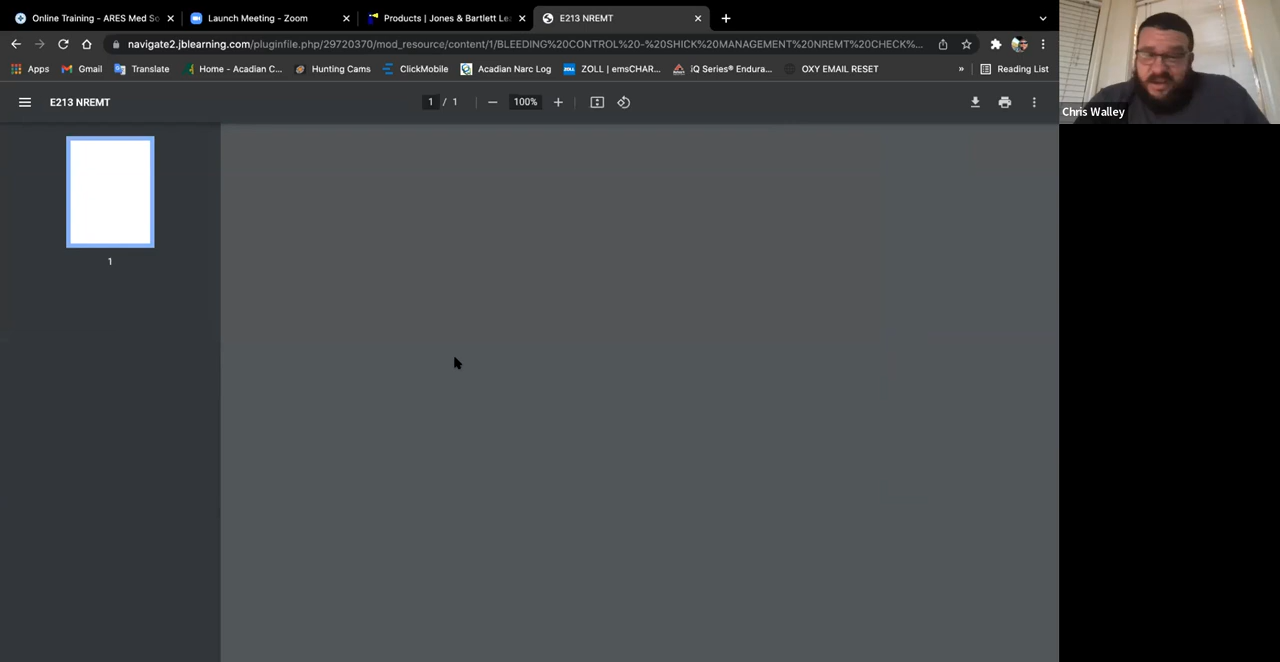 Online Training - ARES Med So
Launch Meeting - Zoom
Products | Jones & Bartlett Le
E213 NREMT
navigate2.jblearning.com/pluginfile.php/29720370/mod_resource/content/1/BLEEDING%20CONTROL%20-%20SHICK%20MANAGEMENT%20NREMT%20CHECK%...
Apps
Gmail
Translate
Home - Acadian C...
Hunting Cams
ClickMobile
Acadian Narc Log
ZOLL | emsCHAR...
iQ Series® Endura...
OXY EMAIL RESET
»
Reading List
E213 NREMT
1 / 1
100%
Chris Walley
1